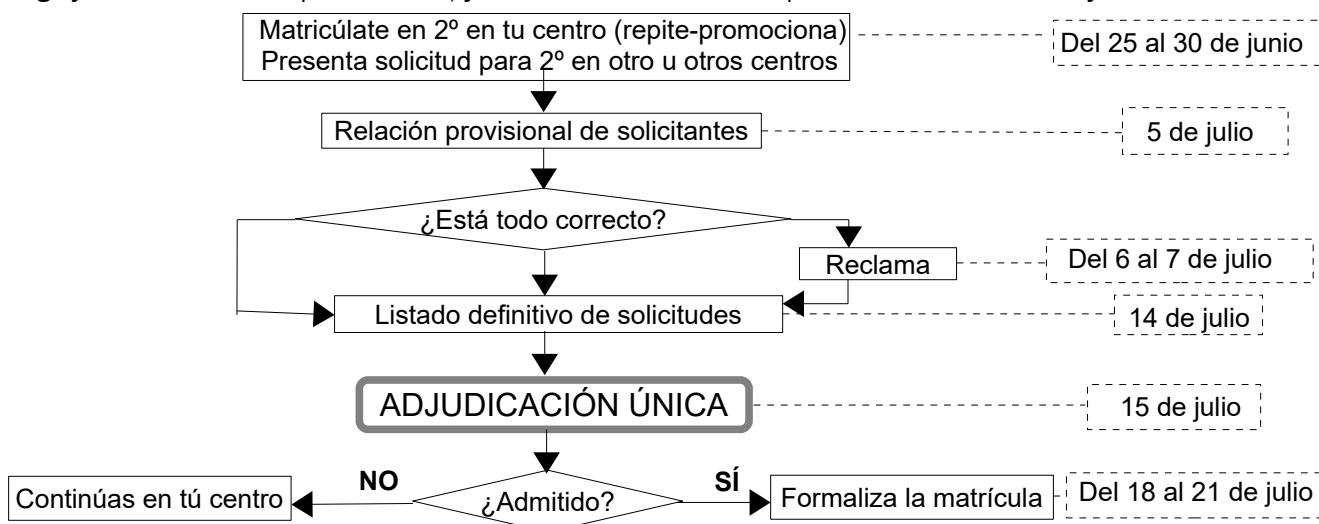 Matricúlate en 2º en tu centro (repite-promociona)
Presenta solicitud para 2º en otro u otros centros
Del 25 al 30 de junio
Relación provisional de solicitantes
5 de julio
¿Está todo correcto?
Reclama
Del 6 al 7 de julio
Listado definitivo de solicitudes
14 de julio
ADJUDICACIÓN ÚNICA
15 de julio
NO
SÍ
Continúas en tú centro
¿Admitido?
Formaliza la matrícula
Del 18 al 21 de julio